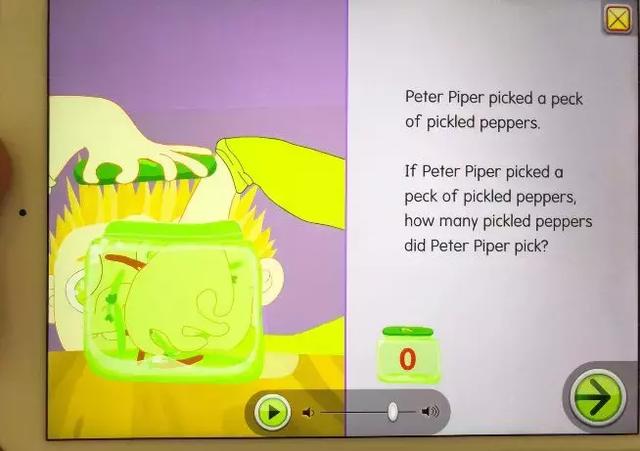 Peter Piper picked a peck
of pickled peppers.
If Peter Piper picked a
peck of pickled peppers,
how many pickled peppers
did Peter Piper pick?
0